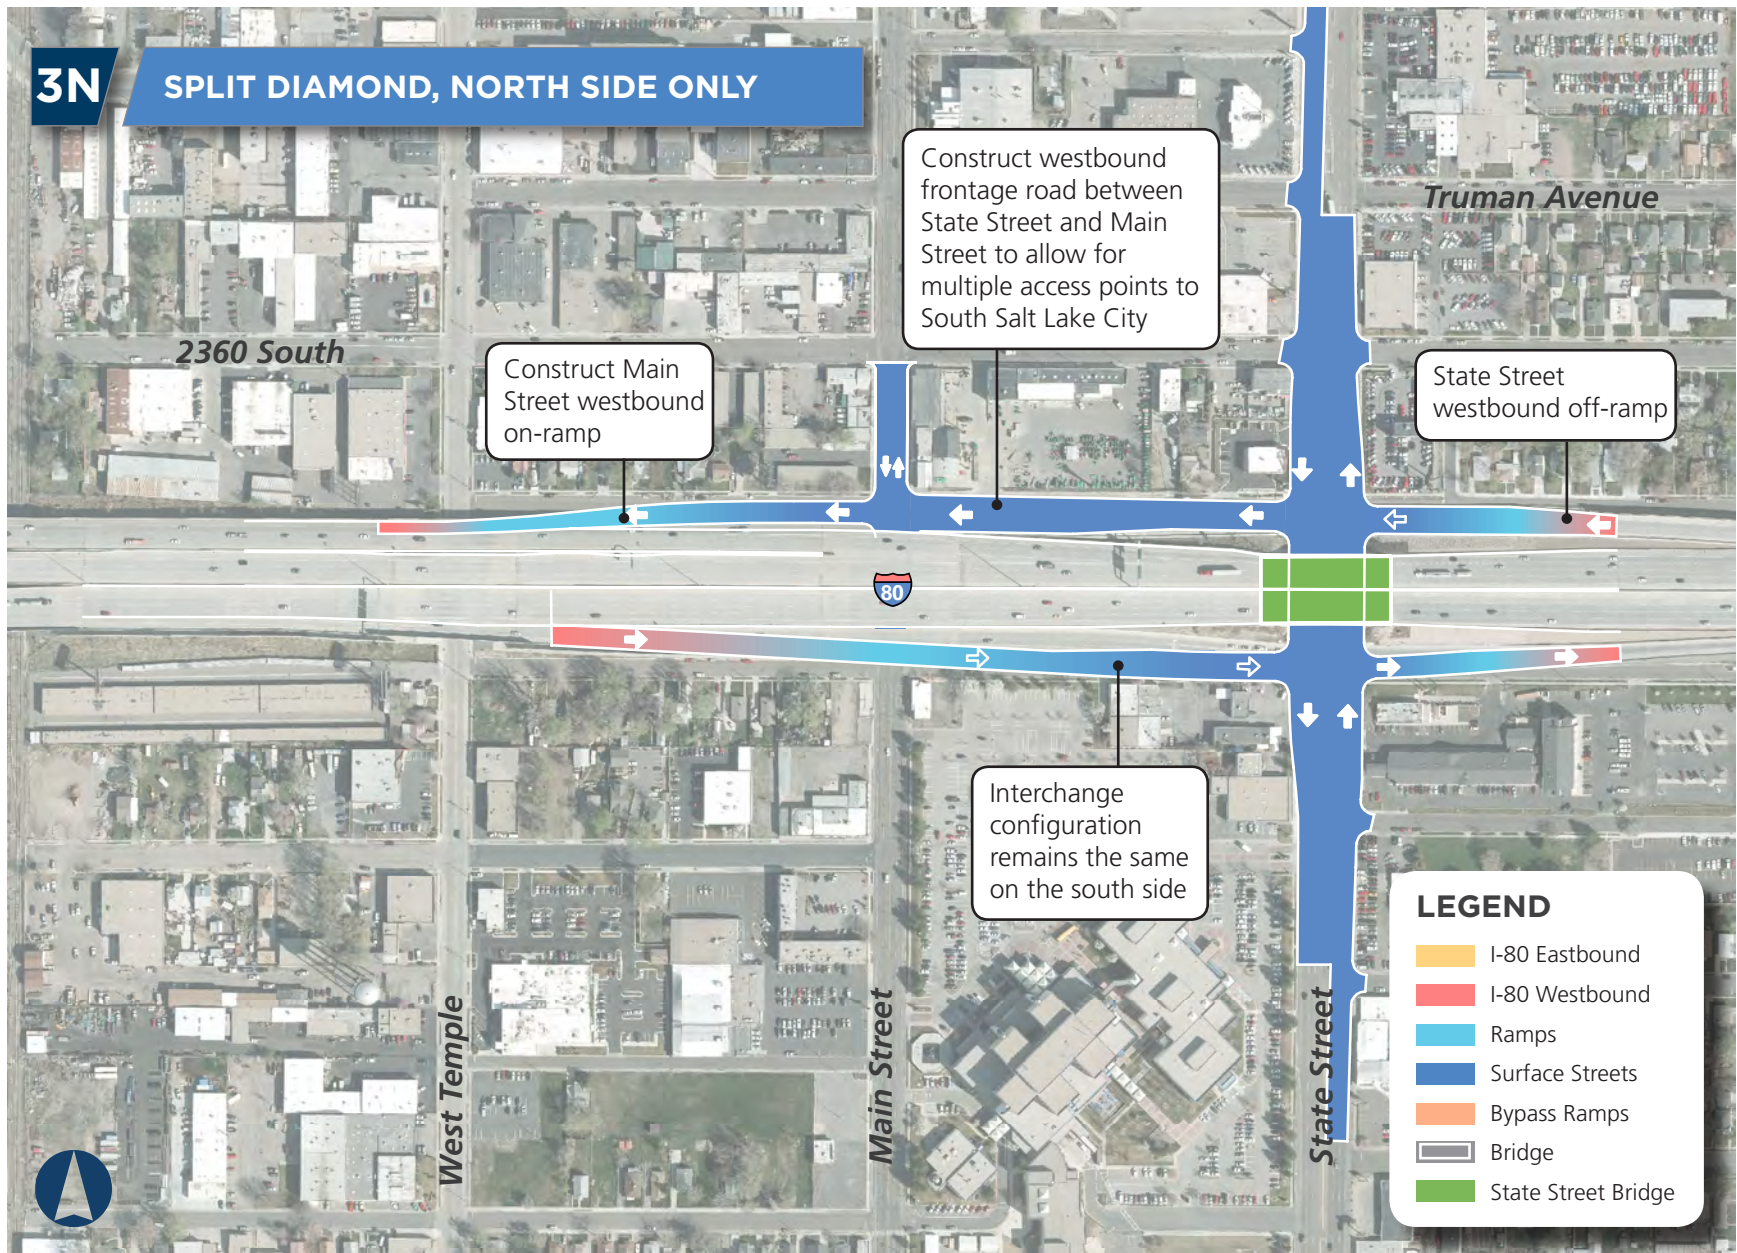 3N
SPLIT DIAMOND, NORTH SIDE ONLY
Construct westbound
frontage road between
State Street and Main
Street to allow for
multiple access points to
South Salt Lake City
Truman Avenue
2360 South
Construct Main
Street westbound
on-ramp
State Street
westbound off-ramp
80
Interchange
configuration
remains the same
on the south side
West Temple
Main Street
State Street
LEGEND
I-80 Eastbound
I-80 Westbound
Ramps
Surface Streets
Bypass Ramps
Bridge
State Street Bridge